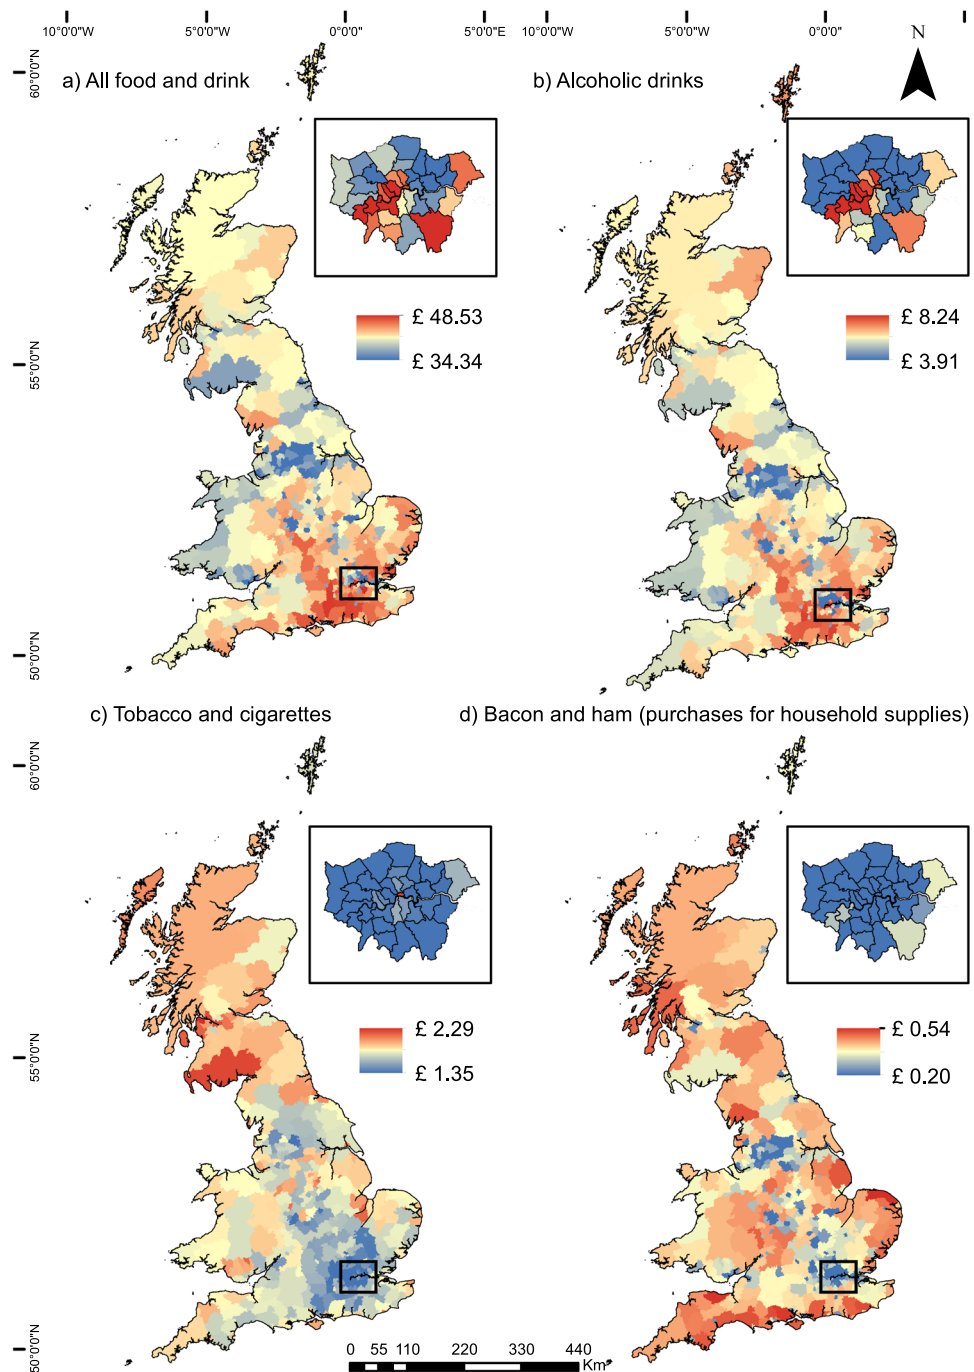 10°0'0"W 5°0'0"W 0°0'0" 5°0'0"E 10°0'0"W 5°0'0"W 0°0'0"
N
60°0'0"N
a) All food and drink
b) Alcoholic drinks
£ 48.53
£ 34.34
£ 8.24
£ 3.91
55°0'0"N
50°0'0"N
c) Tobacco and cigarettes
d) Bacon and ham (purchases for household supplies)
60°0'0"N
£ 2.29
£ 1.35
£ 0.54
£ 0.20
55°0'0"N
50°0'0"N
0 55 110 220 330 440
Km